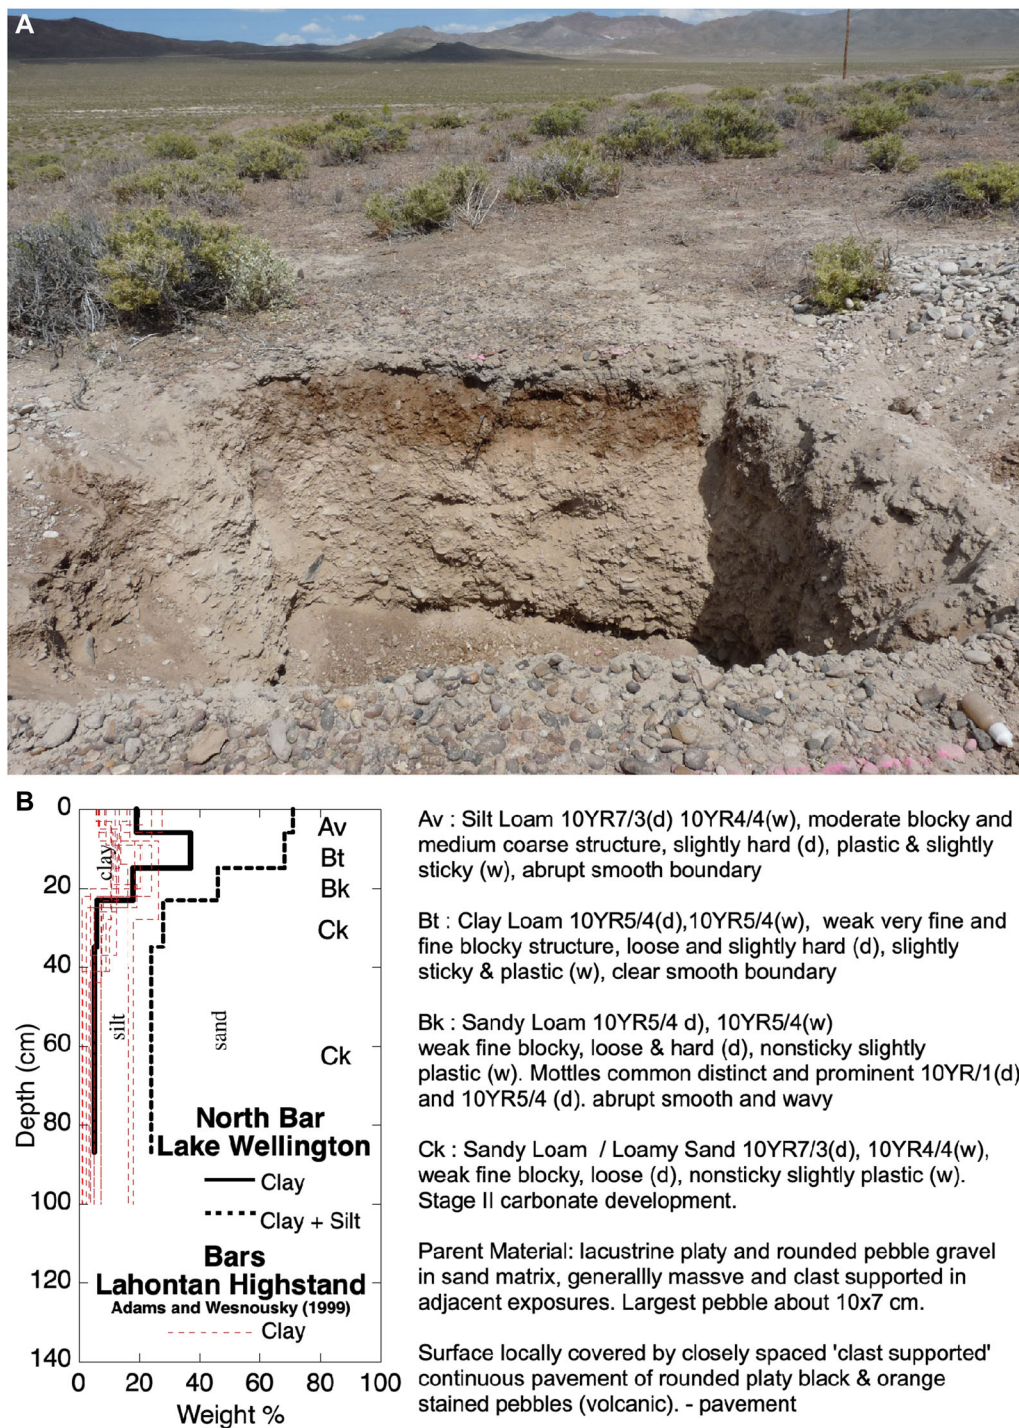 A
B
0
20
40
60
80
100
120
140
Depth (cm)
0 20 40 60 80 100
Weight %
clay
silt
sand
Av
Bt
Bk
Ck
Ck
North Bar
Lake Wellington
Clay
Clay + Silt
Bars
Lahontan Highstand
Adams and Wesnousky (1999)
Clay
Av : Silt Loam 10YR7/3(d) 10YR4/4(w), moderate blocky and
medium coarse structure, slightly hard (d), plastic & slightly
sticky (w), abrupt smooth boundary
Bt : Clay Loam 10YR5/4(d),10YR5/4(w), weak very fine and
fine blocky structure, loose and slightly hard (d), slightly
sticky & plastic (w), clear smooth boundary
Bk : Sandy Loam 10YR5/4 d), 10YR5/4(w)
weak fine blocky, loose & hard (d), nonsticky slightly
plastic (w). Mottles common distinct and prominent 10YR/1(d)
and 10YR5/4 (d). abrupt smooth and wavy
Ck : Sandy Loam / Loamy Sand 10YR7/3(d), 10YR4/4(w),
weak fine blocky, loose (d), nonsticky slightly plastic (w).
Stage II carbonate development.
Parent Material: lacustrine platy and rounded pebble gravel
in sand matrix, generallly massve and clast supported in
adjacent exposures. Largest pebble about 10x7 cm.
Surface locally covered by closely spaced 'clast supported'
continuous pavement of rounded platy black & orange
stained pebbles (volcanic). - pavement